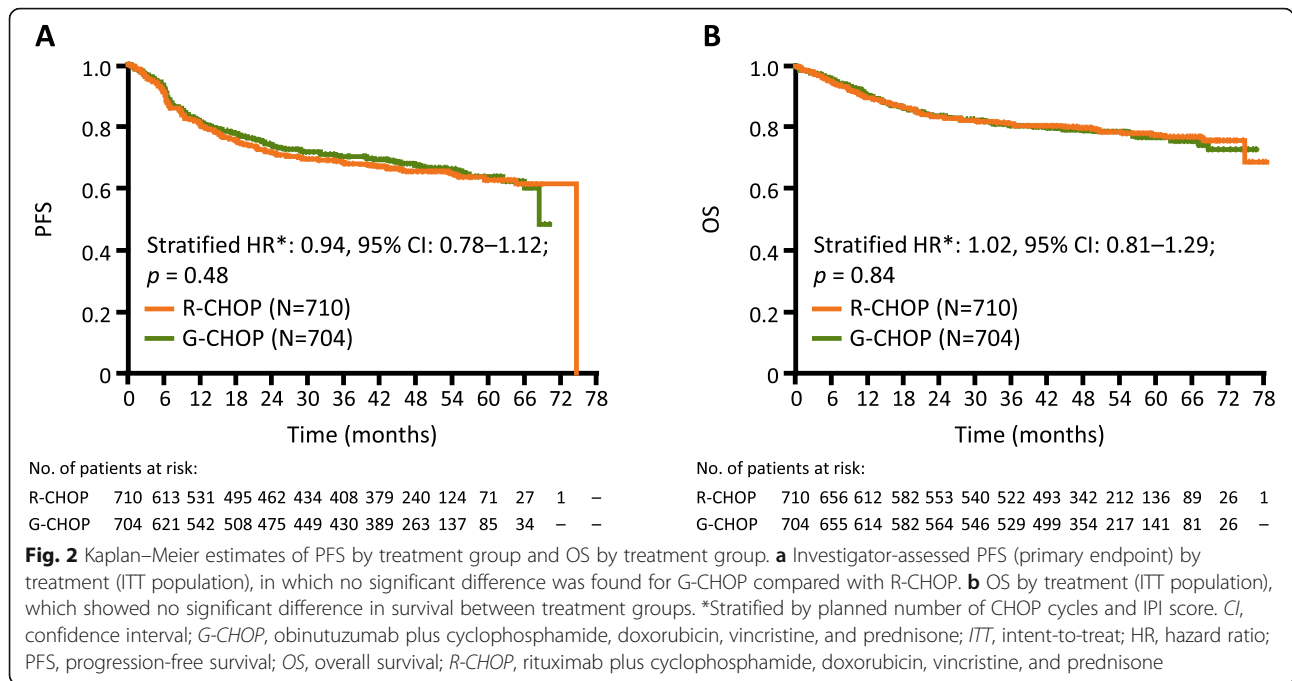 A
1.0
0.8
0.6
0.4
0.2
0
PFS
Stratified HR*: 0.94, 95% CI: 0.78–1.12;
p = 0.48
R-CHOP (N=710)
G-CHOP (N=704)
0 6 12 18 24 30 36 42 48 54 60 66 72 78
Time (months)
No. of patients at risk:
R-CHOP 710 613 531 495 462 434 408 379 240 124 71 27 1 –
G-CHOP 704 621 542 508 475 449 430 389 263 137 85 34 – –
B
1.0
0.8
0.6
0.4
0.2
0
OS
Stratified HR*: 1.02, 95% CI: 0.81–1.29;
p = 0.84
R-CHOP (N=710)
G-CHOP (N=704)
0 6 12 18 24 30 36 42 48 54 60 66 72 78
Time (months)
No. of patients at risk:
R-CHOP 710 656 612 582 553 540 522 493 342 212 136 89 26 1
G-CHOP 704 655 614 582 564 546 529 499 354 217 141 81 26 –
Fig. 2 Kaplan–Meier estimates of PFS by treatment group and OS by treatment group. a Investigator-assessed PFS (primary endpoint) by
treatment (ITT population), in which no significant difference was found for G-CHOP compared with R-CHOP. b OS by treatment (ITT population),
which showed no significant difference in survival between treatment groups. *Stratified by planned number of CHOP cycles and IPI score. CI,
confidence interval; G-CHOP, obinutuzumab plus cyclophosphamide, doxorubicin, vincristine, and prednisone; ITT, intent-to-treat; HR, hazard ratio;
PFS, progression-free survival; OS, overall survival; R-CHOP, rituximab plus cyclophosphamide, doxorubicin, vincristine, and prednisone